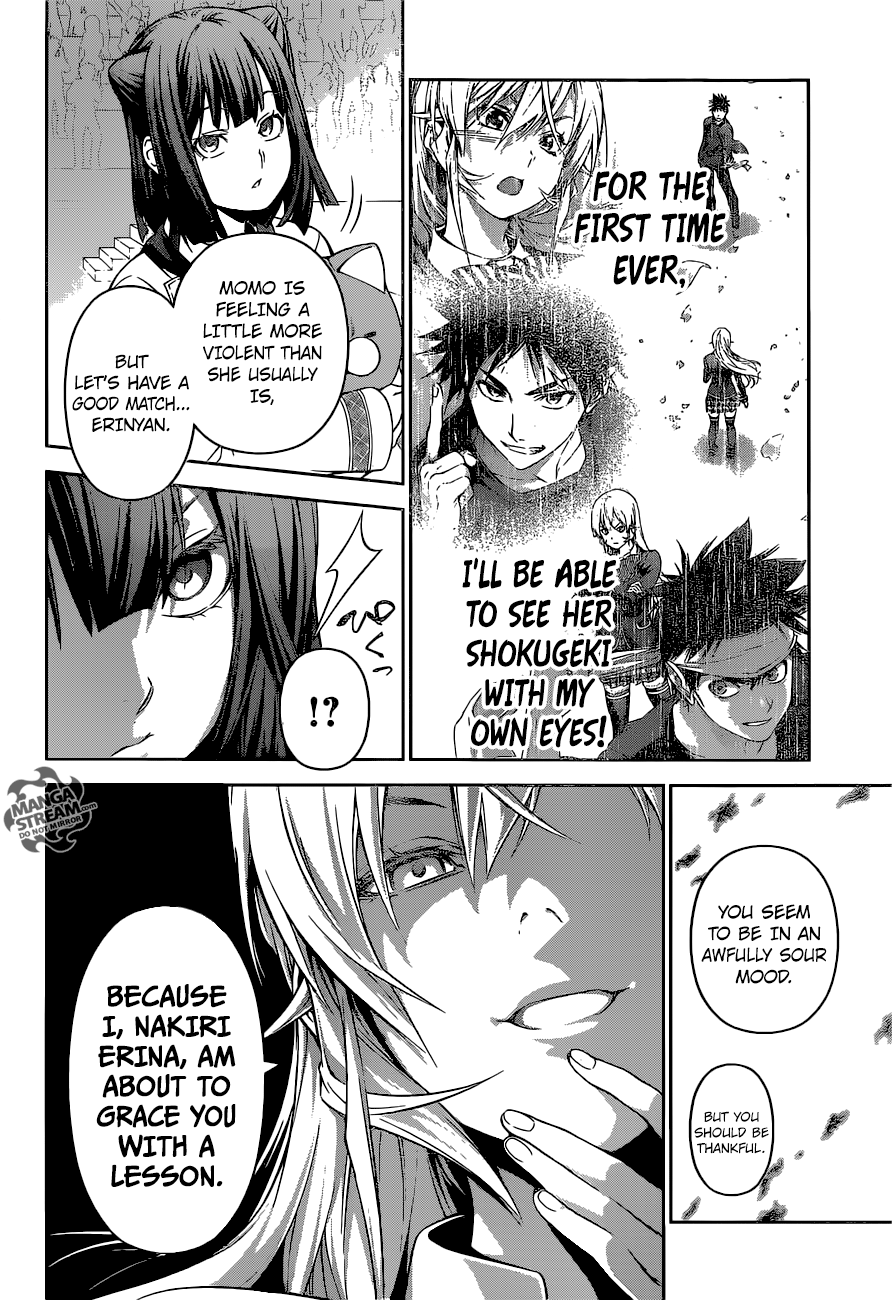 FOR THE
FIRST TIME
EVER,
I'LL BE ABLE
TO SEE HER
SHOKUGEKI
WITH MY
OWN EYES!
MOMO IS
FEELING A
LITTLE MORE
VIOLENT THAN
SHE USUALLY
IS,
BUT
LET'S HAVE A
GOOD MATCH...
ERINYAN.
!?
YOU SEEM
TO BE IN AN
AWFULLY SOUR
MOOD.
BUT YOU
SHOULD BE
THANKFUL.
BECAUSE
I, NAKIRI
ERINA, AM
ABOUT TO
GRACE YOU
WITH A
LESSON.
MANGA
STREAM.com
DO NOT MIRROR